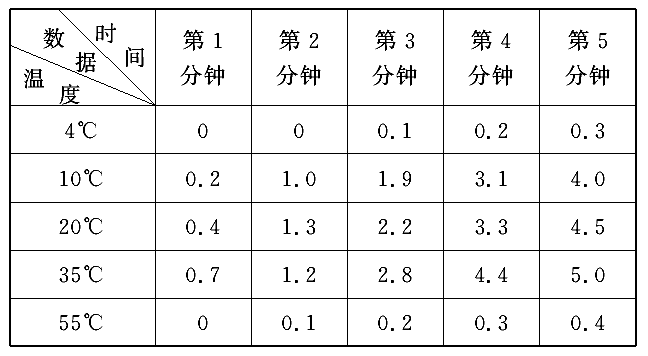 数据 时间 温度 第1分钟 第2分钟 第3分钟 第4分钟 第5分钟
4℃ 0 0 0.1 0.2 0.3
10℃ 0.2 1.0 1.9 3.1 4.0
20℃ 0.4 1.3 2.2 3.3 4.5
35℃ 0.7 1.2 2.8 4.4 5.0
55℃ 0 0.1 0.2 0.3 0.4